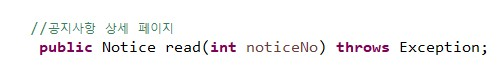 //공지사항 상세 페이지
public Notice read(int noticeNo) throws Exception;